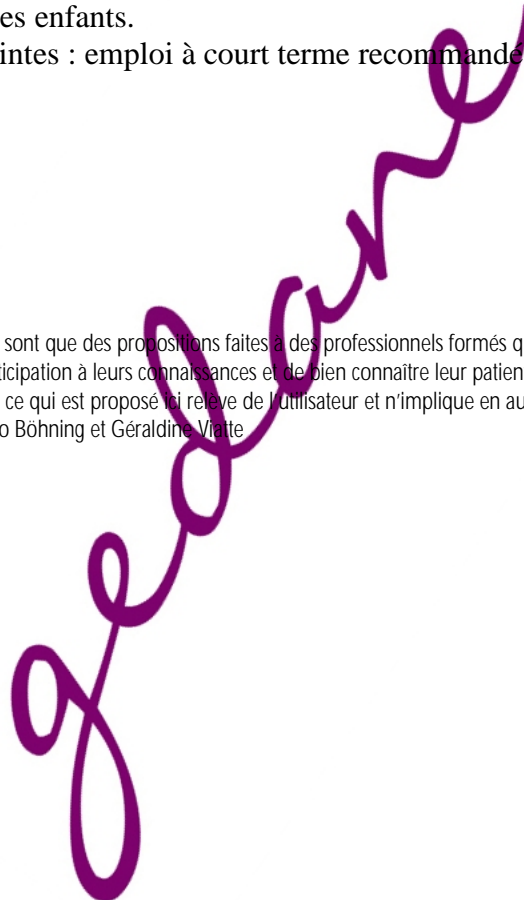 es enfants.
intes : emploi à court terme recommandé
sont que des propositions faites à des professionnels formés q
ticipation à leurs connaissances et de bien connaître leur patien
ce qui est proposé ici relève de l'utilisateur et n'implique en au
o Böhning et Géraldine Viatte
gedane